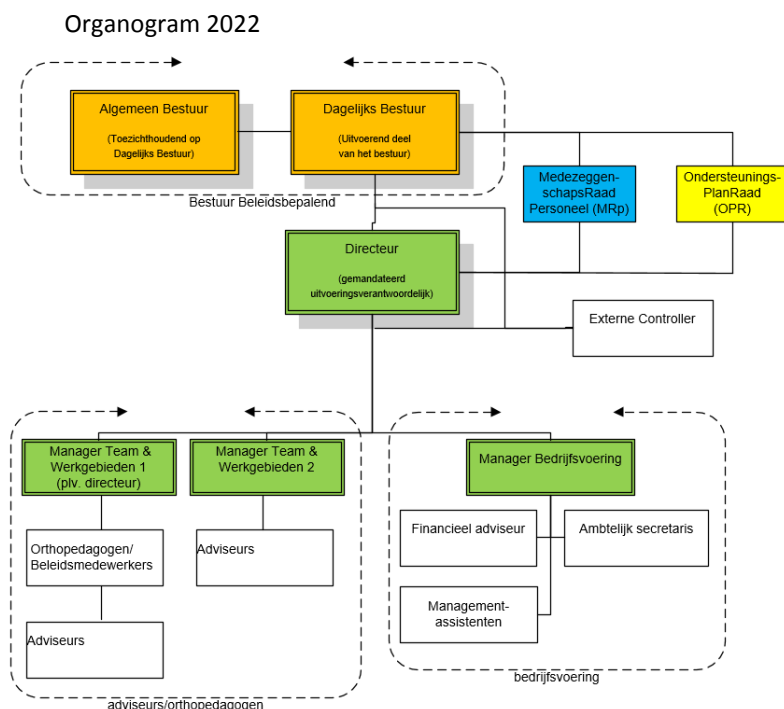 Organogram 2022
Algemeen Bestuur
(Toezichthoudend op
Dagelijks Bestuur)
Dagelijks Bestuur
(Uitvoerend deel
van het bestuur)
Bestuur Beleidsbepalend
Medezeggen-
schapsRaad
Personeel (MRp)
Ondersteunings-
PlanRaad
(OPR)
Directeur
(gemandateerd
uitvoeringsverantwoordelijk)
Externe Controller
Manager Team &
Werkgebieden 1
(plv. directeur)
Manager Team &
Werkgebieden 2
Manager Bedrijfsvoering
Orthopedagogen/
Beleidsmedewerkers
Adviseurs
Adviseurs
Financieel adviseur
Ambtelijk secretaris
Management-
assistenten
adviseurs/orthopedagogen
bedrijfsvoering